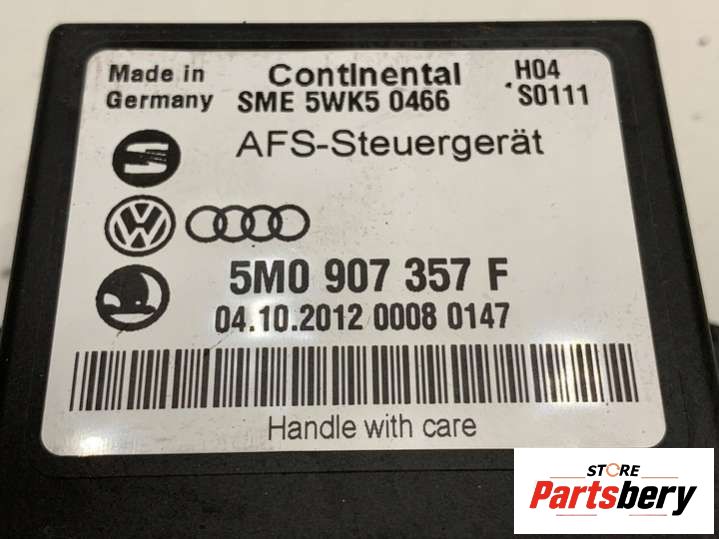 Made in Germany
Continental
SME 5WK5 0466
H04
S0111
AFS-Steuergerät
5M0 907 357 F
04.10.2012 0008 0147
Handle with care
STORE
Partsbery